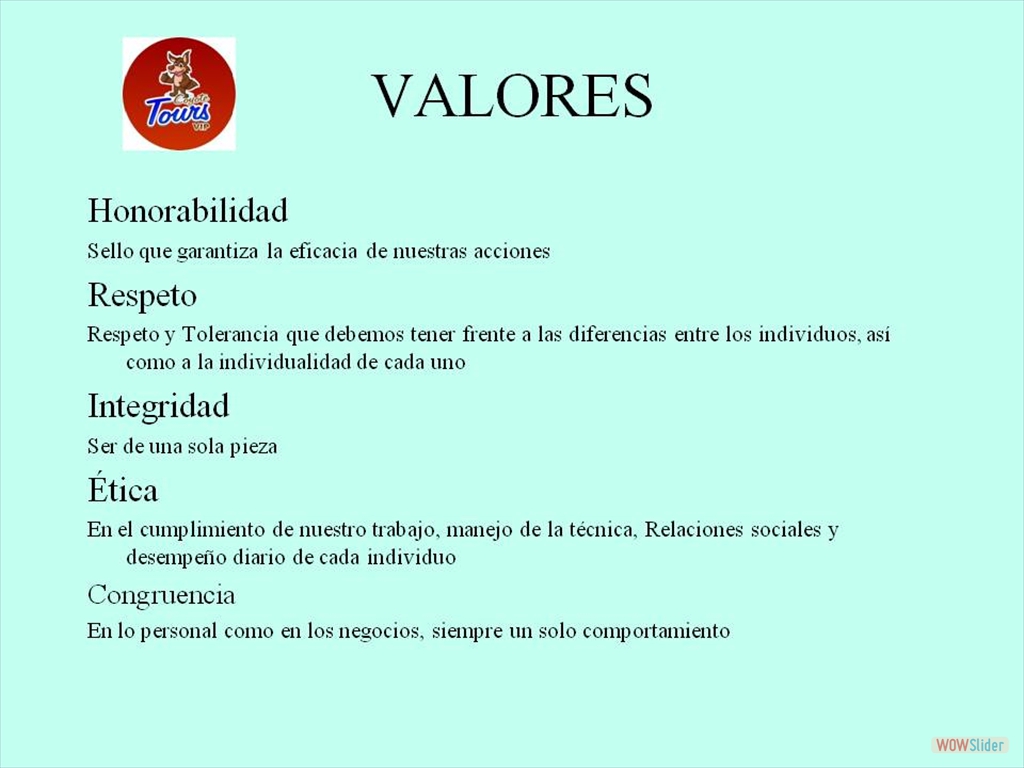 Coyote
Tours
VIP
VALORES
Honorabilidad
Sello que garantiza la eficacia de nuestras acciones
Respeto
Respeto y Tolerancia que debemos tener frente a las diferencias entre los individuos, así
como a la individualidad de cada uno
Integridad
Ser de una sola pieza
Ética
En el cumplimiento de nuestro trabajo, manejo de la técnica, Relaciones sociales y
desempeño diario de cada individuo
Congruencia
En lo personal como en los negocios, siempre un solo comportamiento
WOWSlider